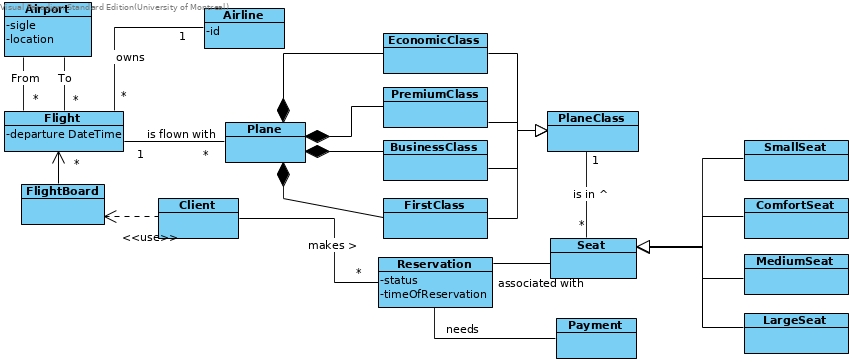 Visual Paradigm Standard Edition(University of Montreal)
Airport
-sigle
-location
Airline
-id
1
owns
From
To
*
*
*
EconomicClass
PremiumClass
PlaneClass
Flight
-departure DateTime
is flown with
1
*
Plane
BusinessClass
SmallSeat
1
*
is in ^
FlightBoard
Client
<<use>>
FirstClass
ComfortSeat
*
makes >
*
Seat
Reservation
-status
-timeOfReservation
associated with
MediumSeat
needs
Payment
LargeSeat